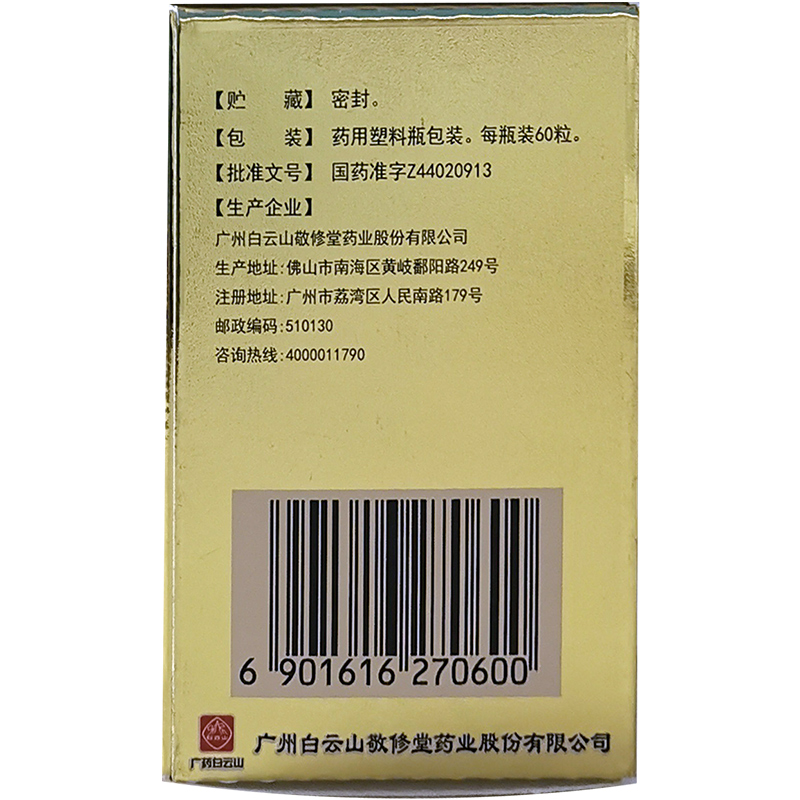 【贮 藏】 密封。
【包 装】 药用塑料瓶包装。每瓶装60粒。
【批准文号】 国药准字Z44020913
【生产企业】
广州白云山敬修堂药业股份有限公司
生产地址:佛山市南海区黄岐鄱阳路249号
注册地址:广州市荔湾区人民南路179号
邮政编码:510130
咨询热线:4000011790
6 901616 270600
白云山
广药白云山
广州白云山敬修堂药业股份有限公司